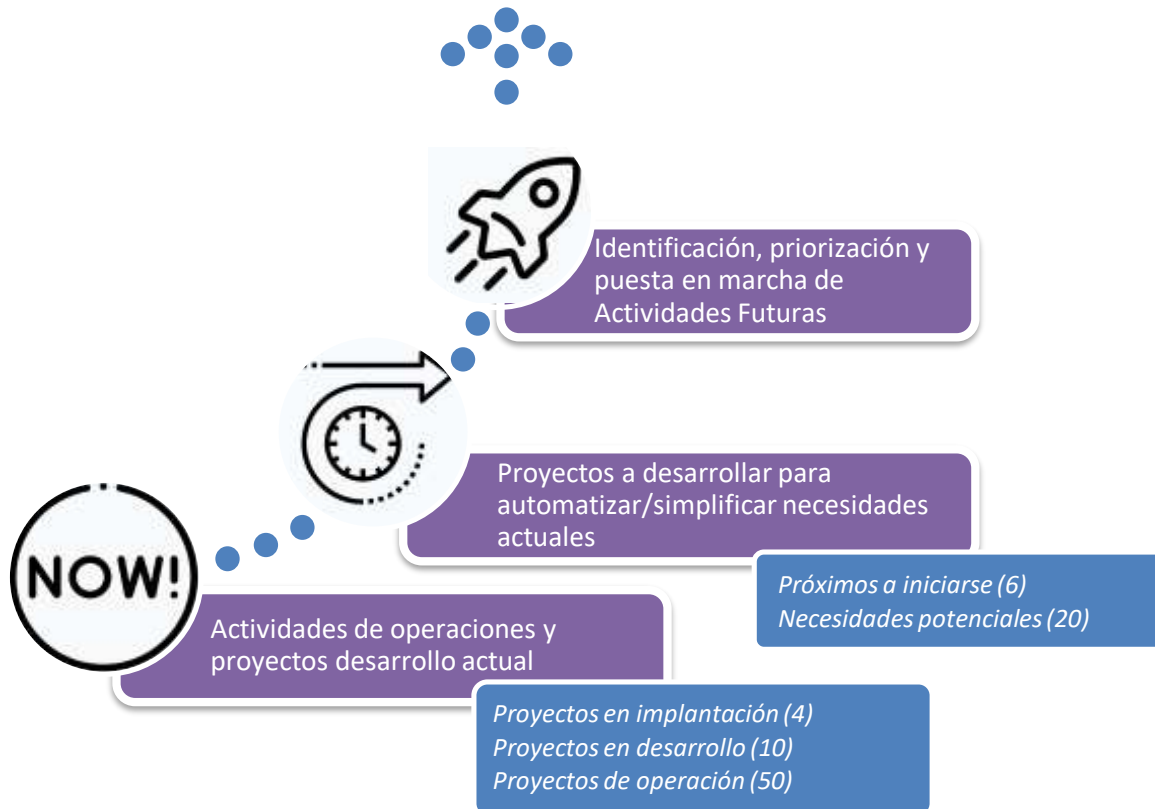 Identificación, priorización y
puesta en marcha de
Actividades Futuras
Proyectos a desarrollar para
automatizar/simplificar necesidades
actuales
Próximos a iniciarse (6)
Necesidades potenciales (20)
NOW!
Actividades de operaciones y
proyectos desarrollo actual
Proyectos en implantación (4)
Proyectos en desarrollo (10)
Proyectos de operación (50)